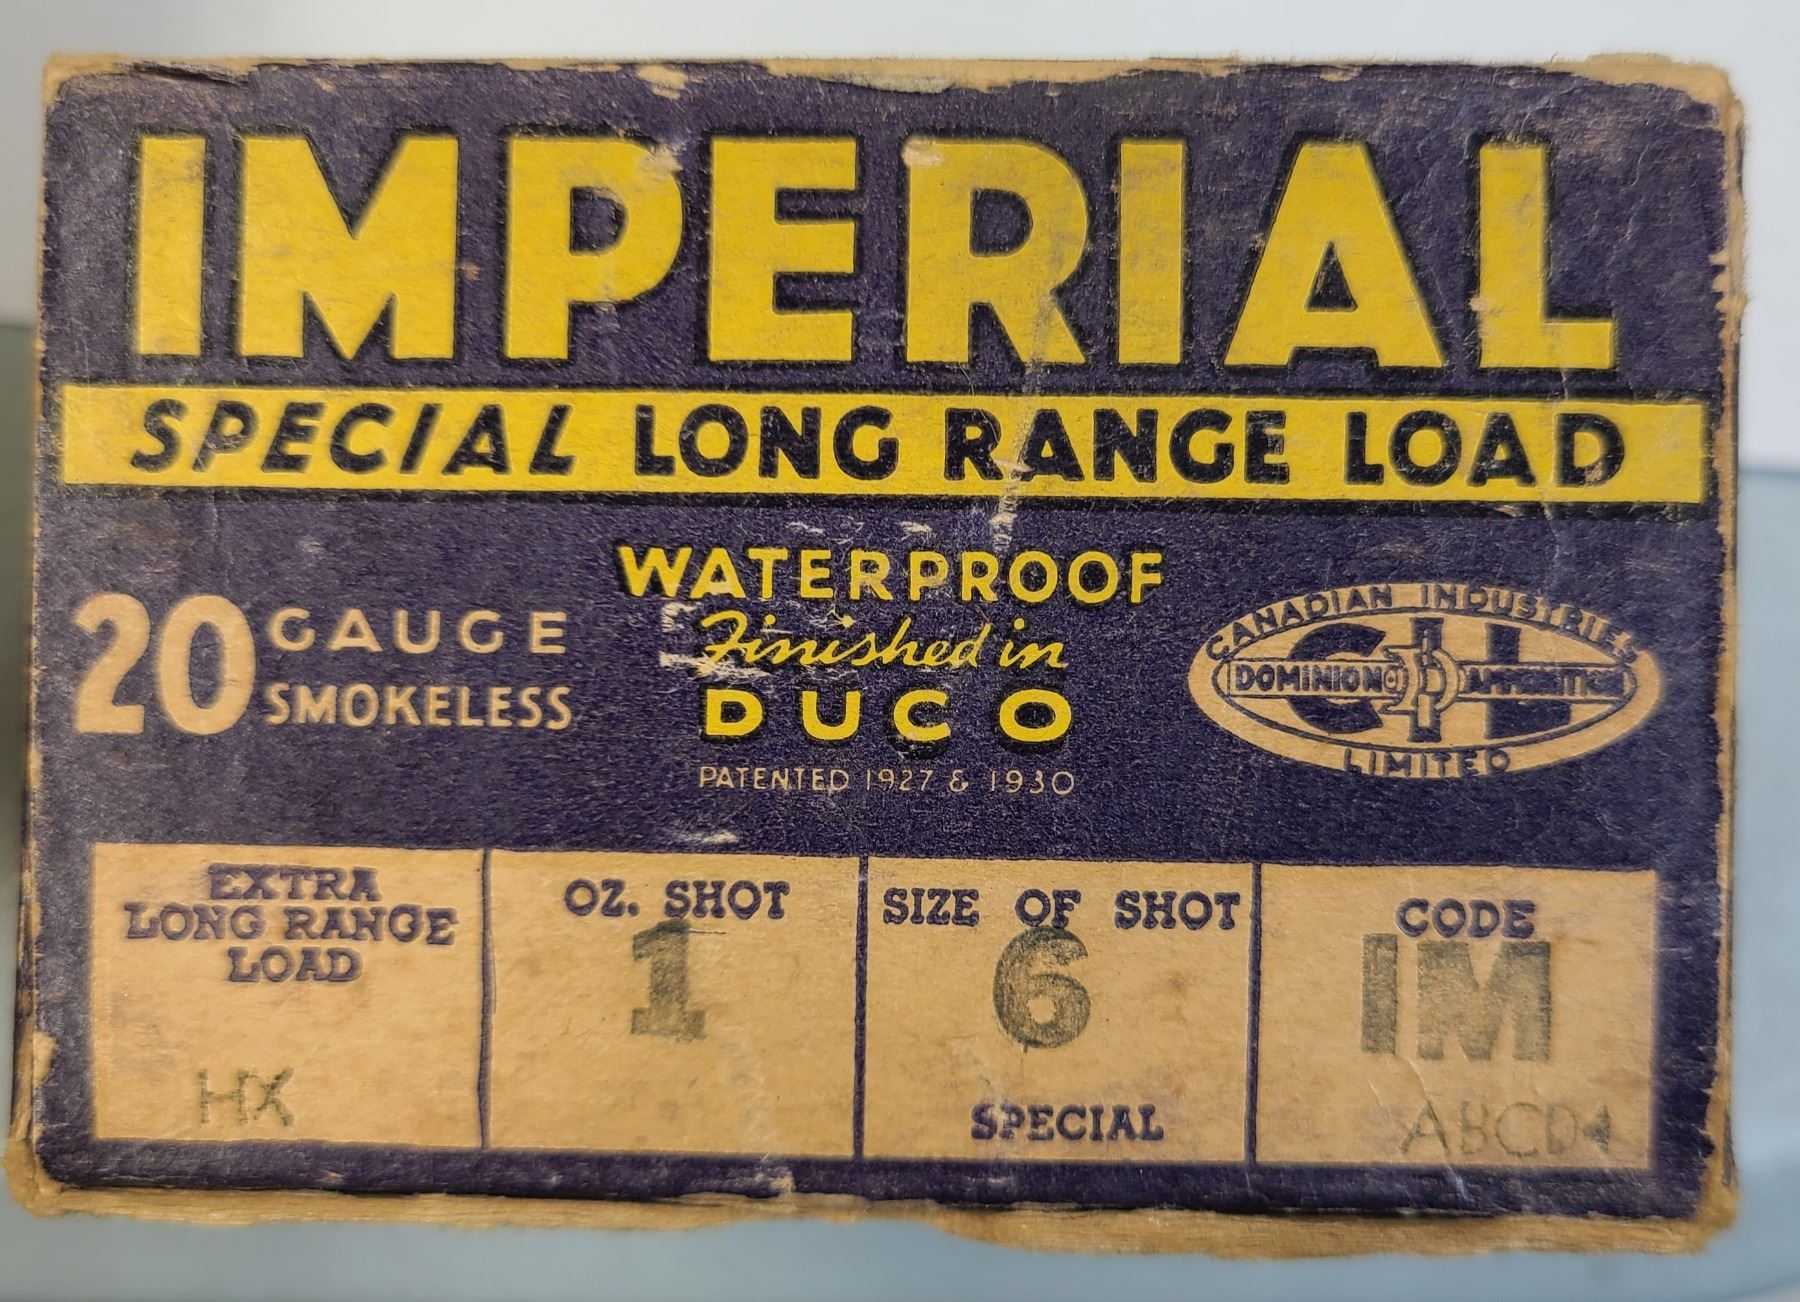 IMPERIAL
SPECIAL LONG RANGE LOAD
WATERPROOF
Finished in
DUCO
PATENTED 1927 & 1930
20 GAUGE
SMOKELESS
CANADIAN INDUSTRIES
CIL
DOMINION AMMUNITION
LIMITED
EXTRA
LONG RANGE
LOAD
HX
OZ. SHOT
1
SIZE OF SHOT
6
SPECIAL
CODE
IM
ABCD4